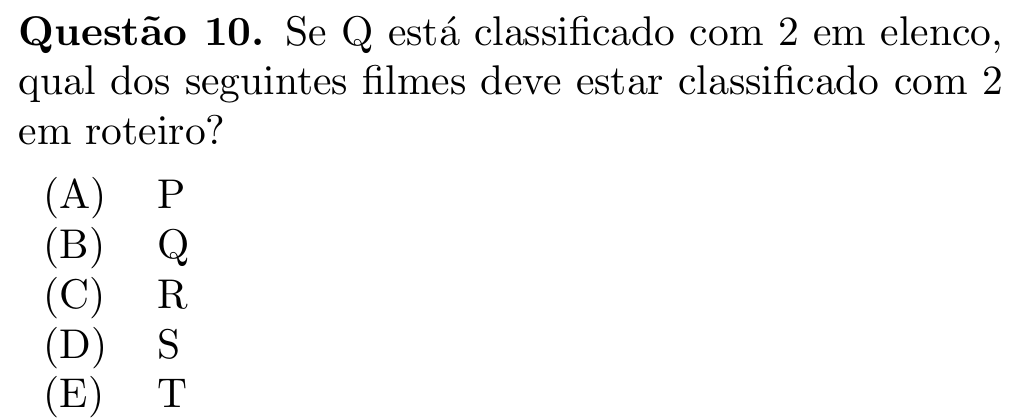 Questão 10. Se Q está classificado com 2 em elenco,
qual dos seguintes filmes deve estar classificado com 2
em roteiro?
(A) P
(B) Q
(C) R
(D) S
(E) T